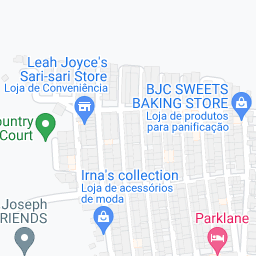 Leah Joyce's
Sari-sari Store
Loja de Conveniência
BJC SWEETS
BAKING STORE
Loja de produtos
para panificação
ountry
Court
Irna's collection
Loja de acessórios
de moda
Joseph
RIENDS
Parklane